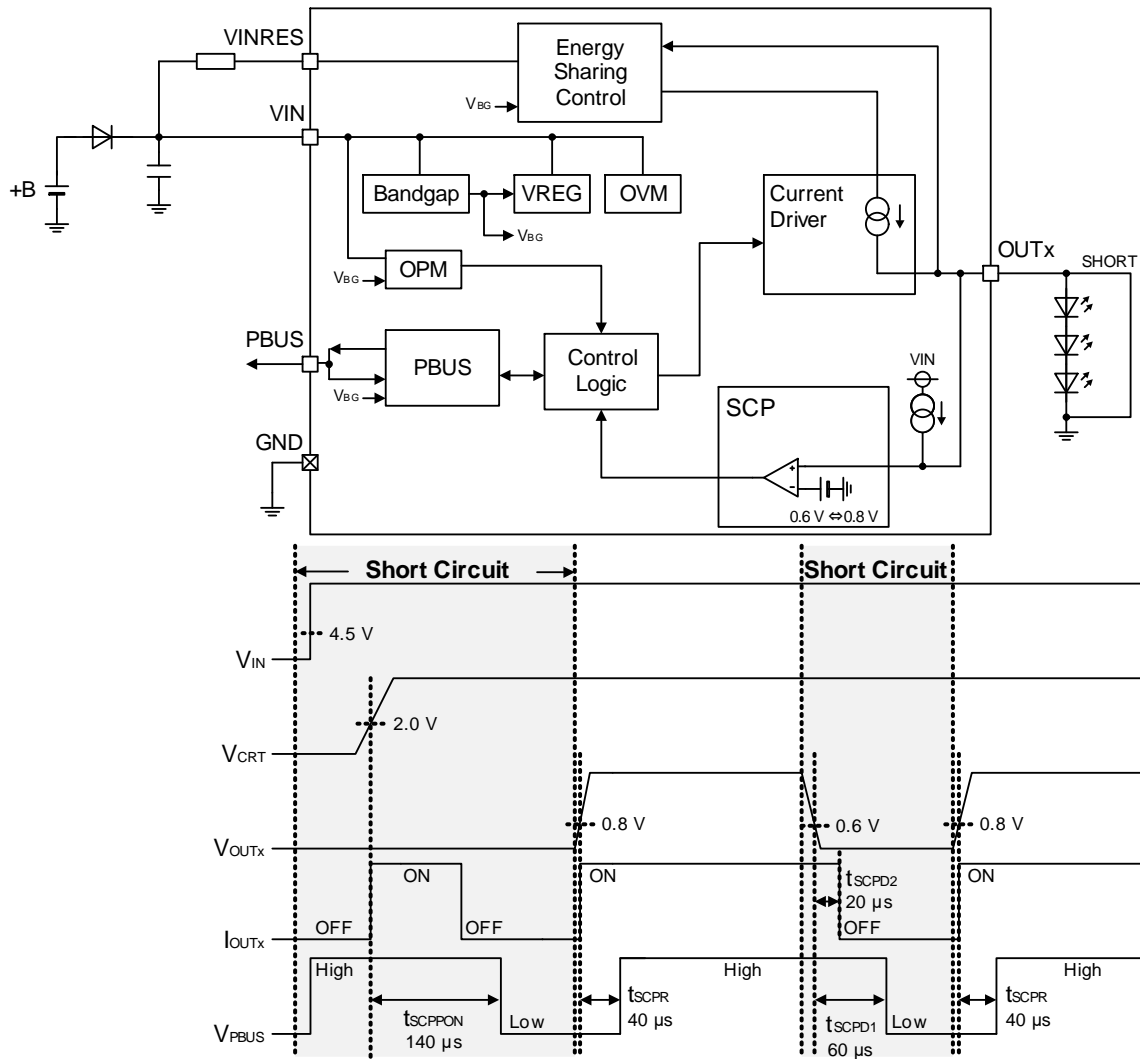 VINRES
Energy
Sharing
Control
VBG
VIN
+B
Bandgap
VREG
OVM
VBG
Current
Driver
OPM
VBG
OUTx
SHORT
PBUS
PBUS
VBG
Control
Logic
VIN
SCP
+
-
0.6 V ⇔0.8 V
GND
Short Circuit
Short Circuit
4.5 V
VIN
2.0 V
VCRT
0.8 V
0.6 V
0.8 V
VOUTx
ON
ON
tSCPD2
20 µs
ON
OFF
OFF
OFF
IOUTx
High
High
High
tSCPPON
140 µs
Low
tSCPR
40 µs
tSCPD1
60 µs
Low
tSCPR
40 µs
VPBUS